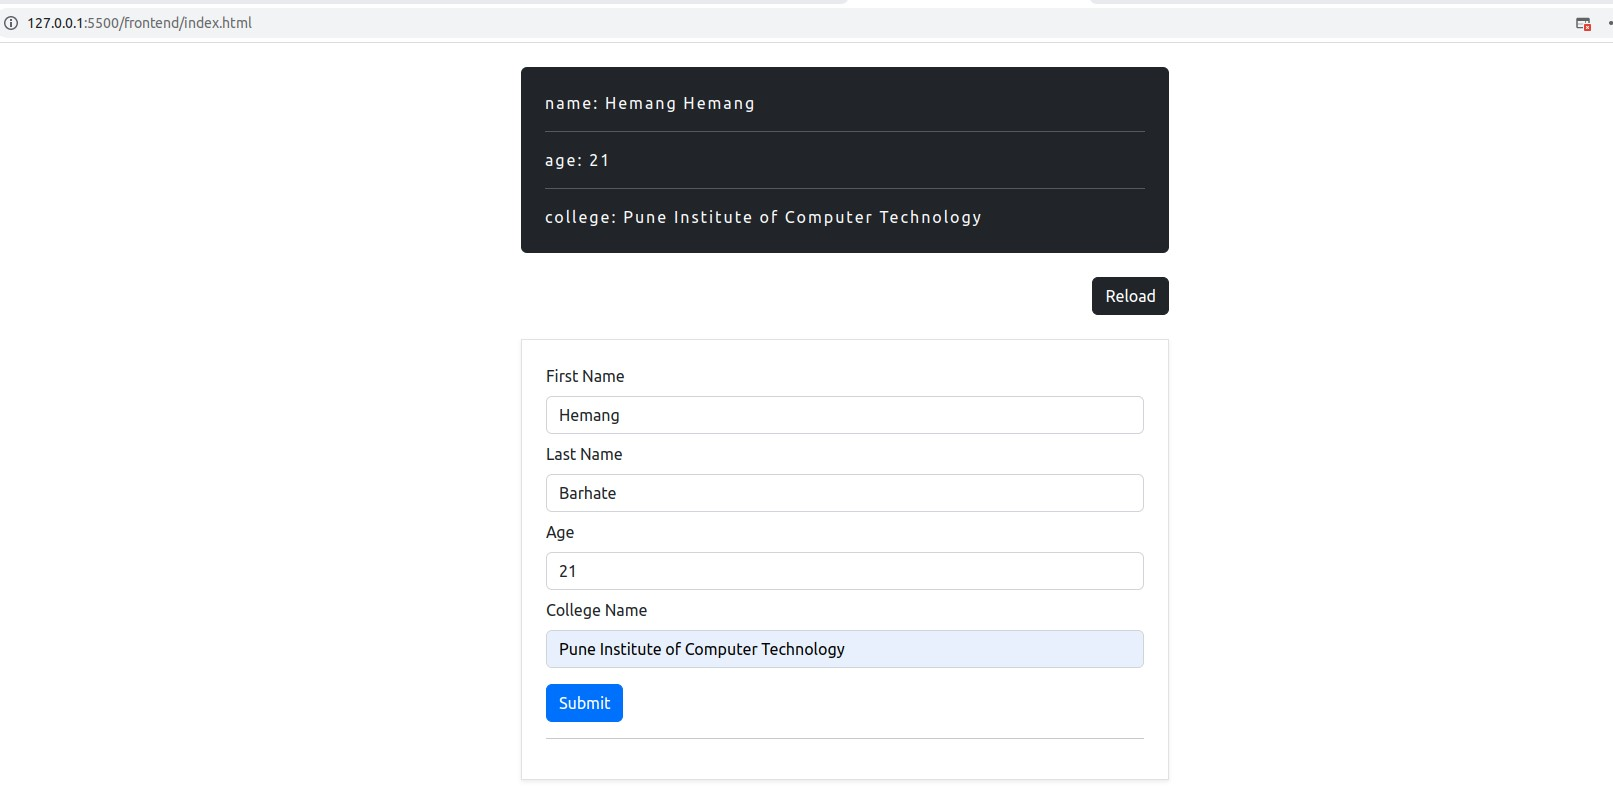 127.0.0.1:5500/frontend/index.html
name: Hemang Hemang
age: 21
college: Pune Institute of Computer Technology
Reload
First Name
Hemang
Last Name
Barhate
Age
21
College Name
Pune Institute of Computer Technology
Submit